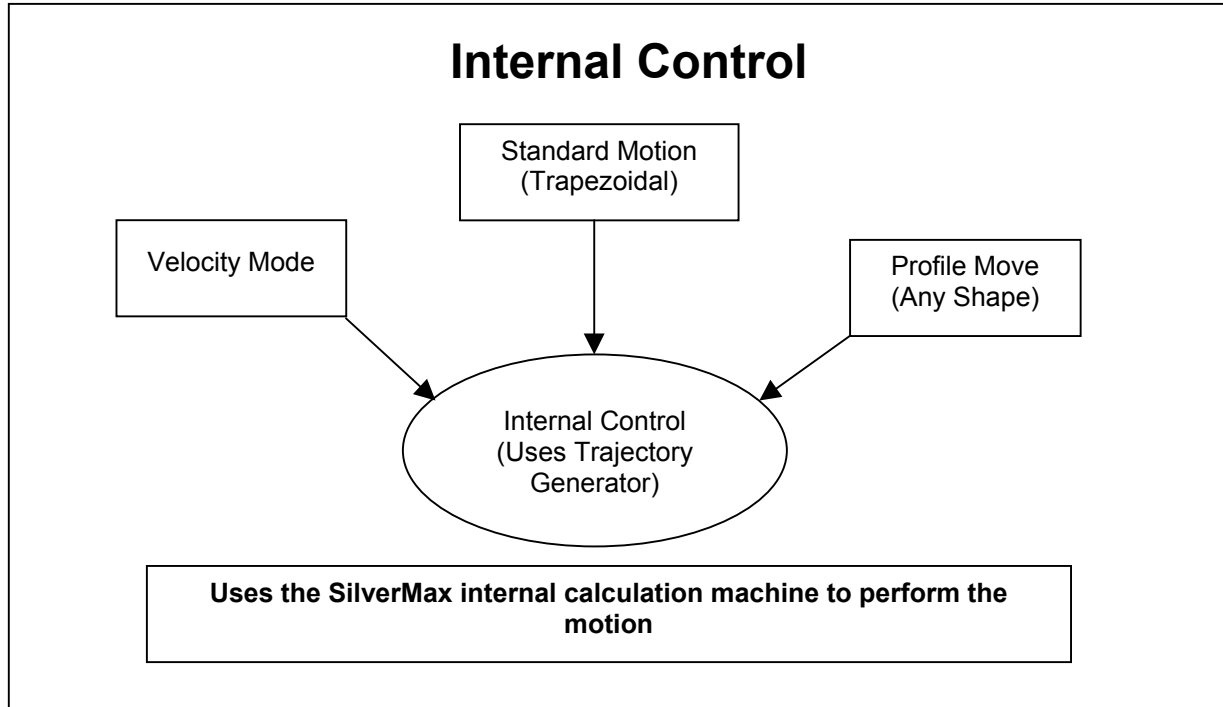 Internal Control
Standard Motion
(Trapezoidal)
Velocity Mode
Profile Move
(Any Shape)
Internal Control
(Uses Trajectory
Generator)
Uses the SilverMax internal calculation machine to perform the
motion